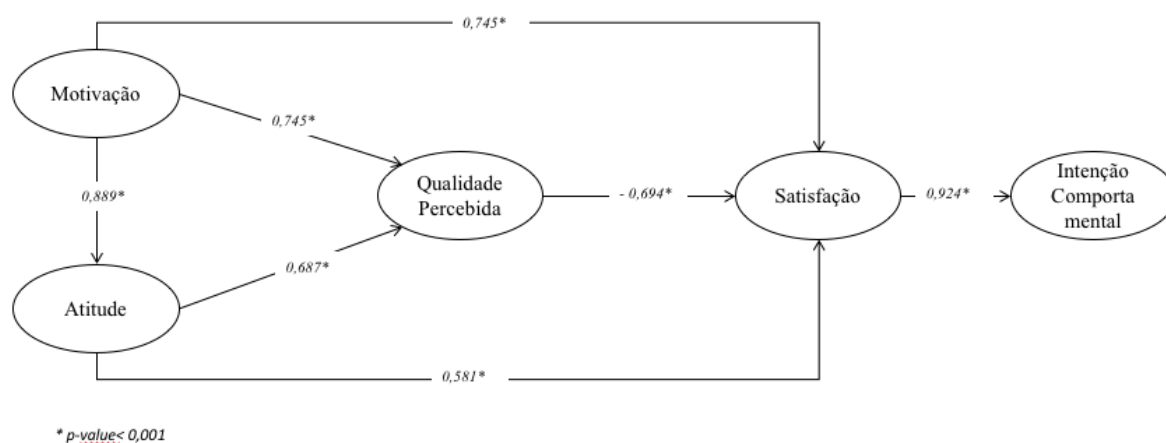 0,745*
Motivação
0,745*
0,889*
Qualidade
Percebida
- 0,694*
Satisfação
0,924*
Intenção
Comporta
mental
0,687*
Atitude
0,581*
* p-value< 0,001